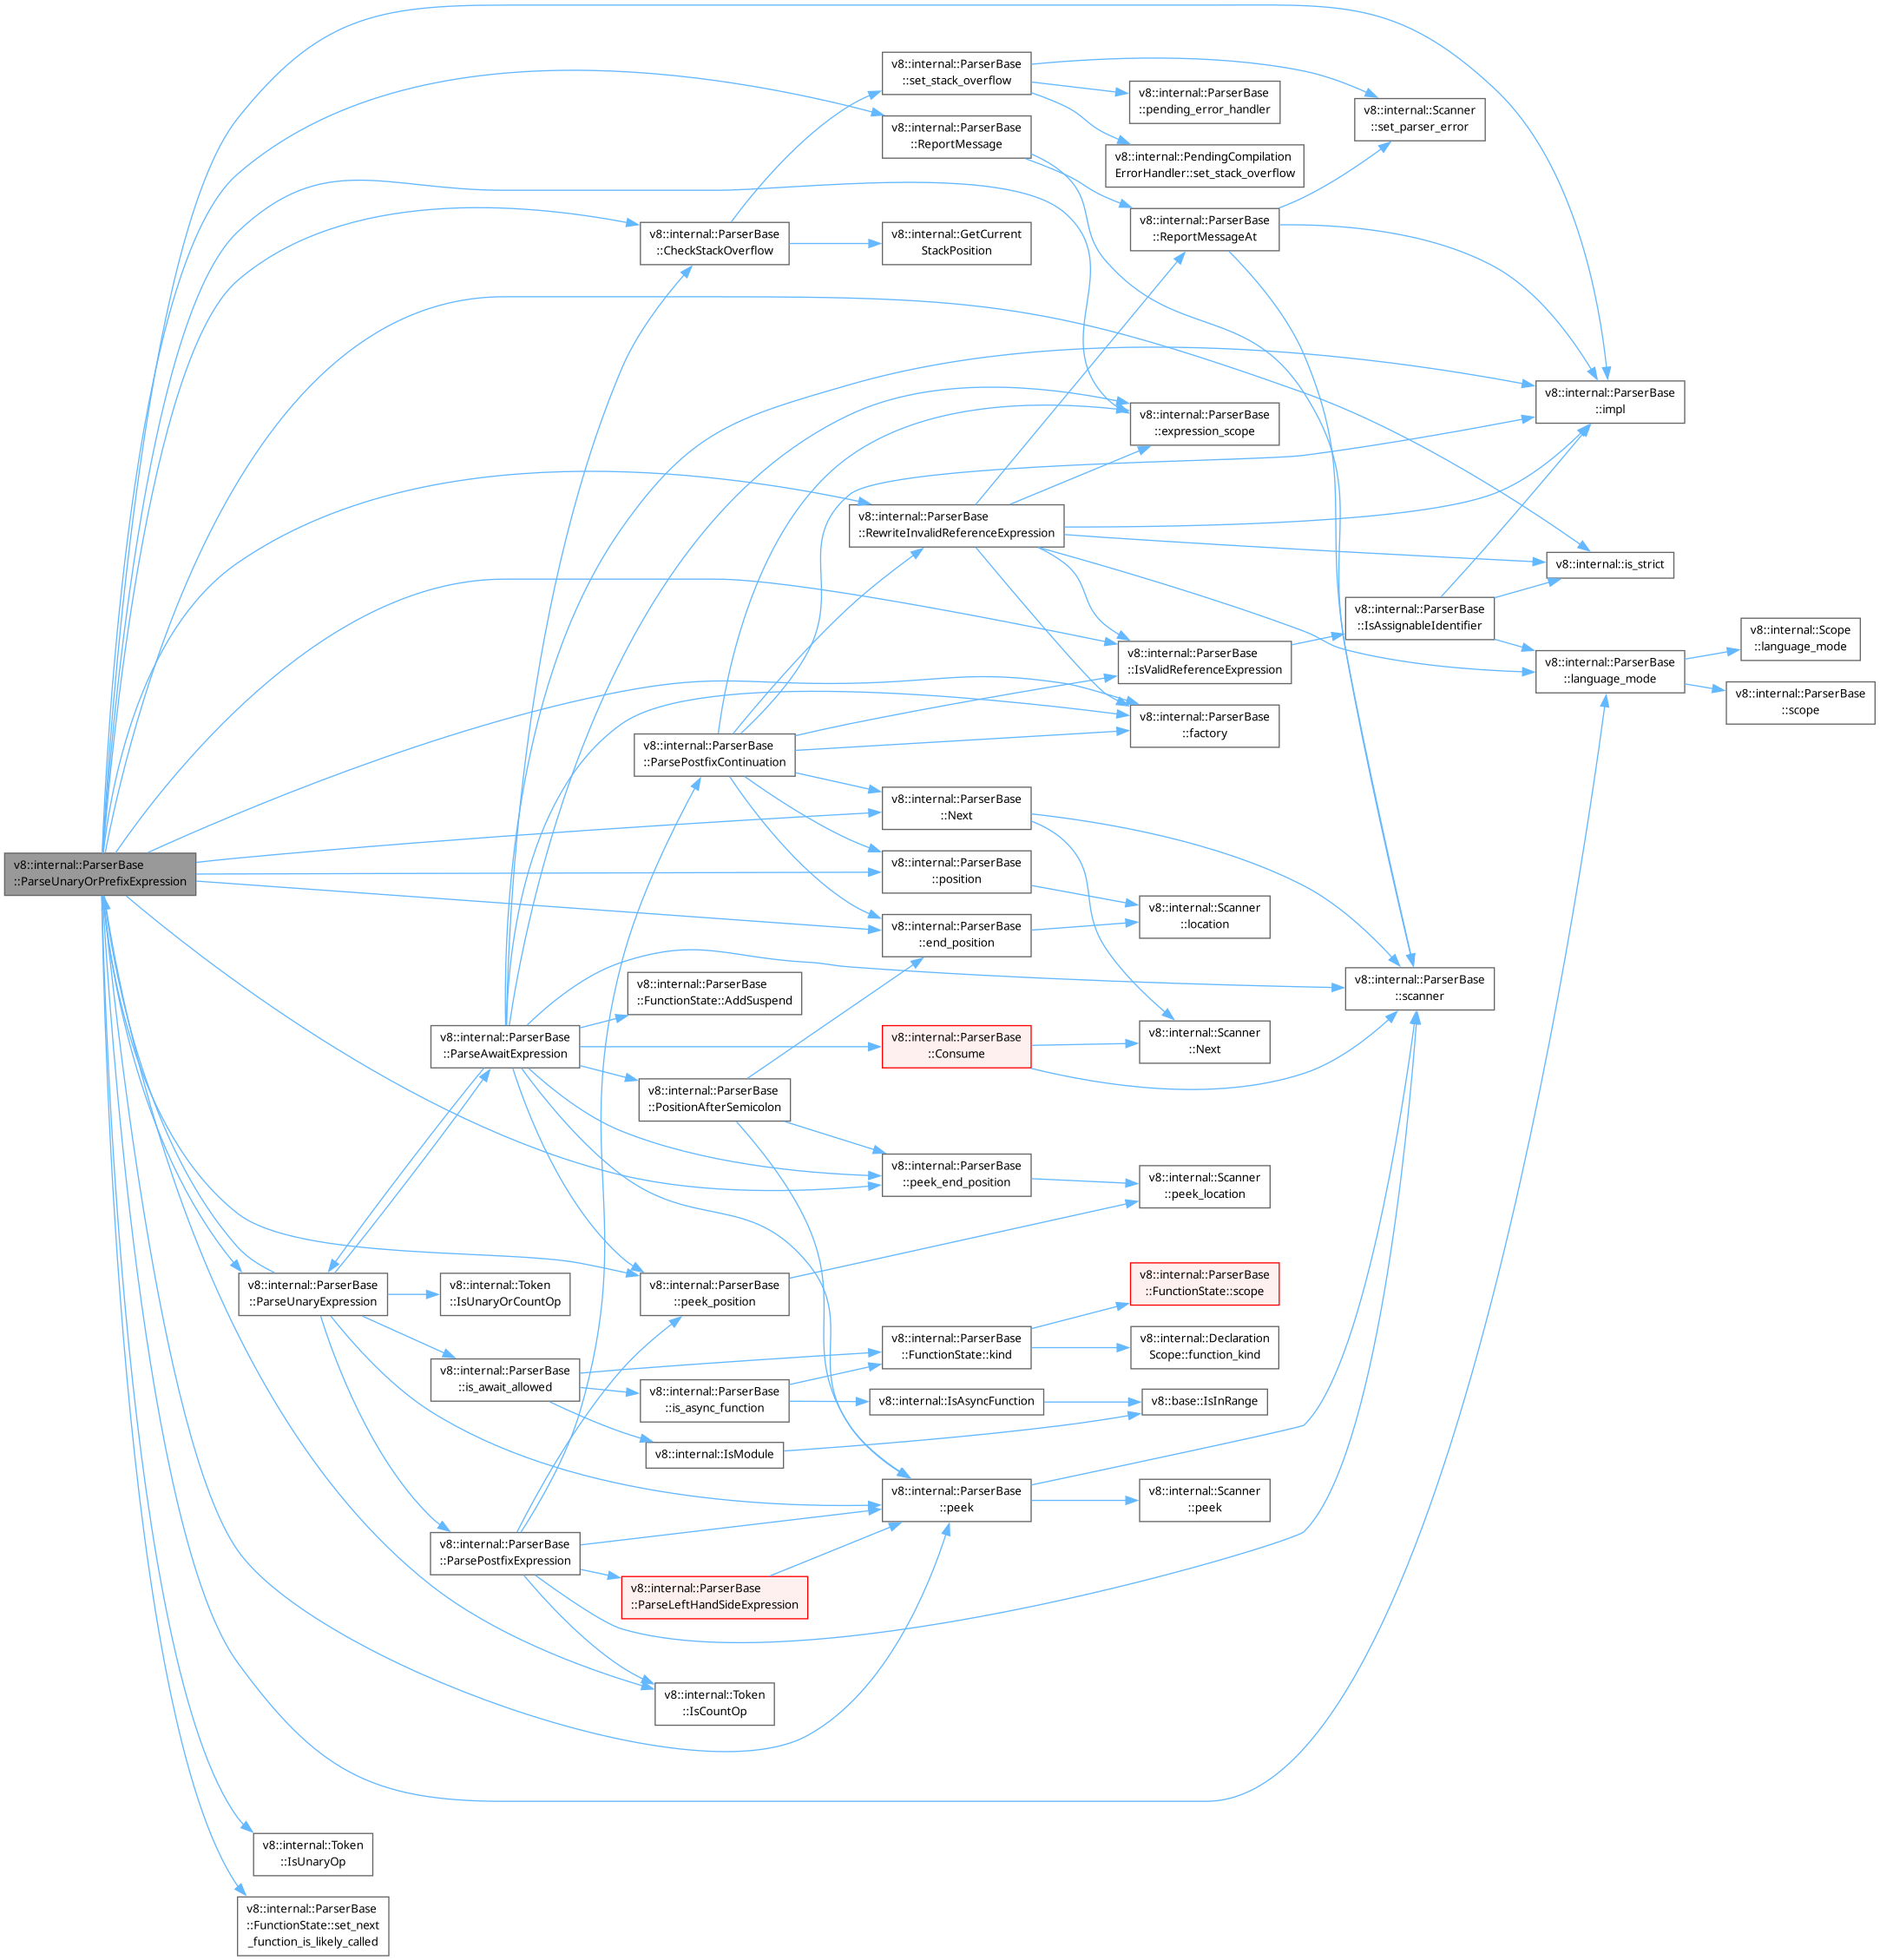 v8::internal::ParserBase
::set_stack_overflow
v8::internal::ParserBase
::pending_error_handler
v8::internal::Scanner
::set_parser_error
v8::internal::ParserBase
::ReportMessage
v8::internal::PendingCompilation
ErrorHandler::set_stack_overflow
v8::internal::ParserBase
::ReportMessageAt
v8::internal::ParserBase
::CheckStackOverflow
v8::internal::GetCurrent
StackPosition
v8::internal::ParserBase
::impl
v8::internal::ParserBase
::expression_scope
v8::internal::ParserBase
::RewriteInvalidReferenceExpression
v8::internal::is_strict
v8::internal::ParserBase
::IsAssignableIdentifier
v8::internal::Scope
::language_mode
v8::internal::ParserBase
::IsValidReferenceExpression
v8::internal::ParserBase
::language_mode
v8::internal::ParserBase
::scope
v8::internal::ParserBase
::factory
v8::internal::ParserBase
::ParsePostfixContinuation
v8::internal::ParserBase
::Next
v8::internal::ParserBase
::ParseUnaryOrPrefixExpression
v8::internal::ParserBase
::position
v8::internal::Scanner
::location
v8::internal::ParserBase
::end_position
v8::internal::ParserBase
::FunctionState::AddSuspend
v8::internal::ParserBase
::scanner
v8::internal::ParserBase
::ParseAwaitExpression
v8::internal::ParserBase
::Consume
v8::internal::Scanner
::Next
v8::internal::ParserBase
::PositionAfterSemicolon
v8::internal::ParserBase
::peek_end_position
v8::internal::Scanner
::peek_location
v8::internal::ParserBase
::ParseUnaryExpression
v8::internal::Token
::IsUnaryOrCountOp
v8::internal::ParserBase
::peek_position
v8::internal::ParserBase
::FunctionState::scope
v8::internal::ParserBase
::FunctionState::kind
v8::internal::Declaration
Scope::function_kind
v8::internal::ParserBase
::is_await_allowed
v8::internal::ParserBase
::is_async_function
v8::internal::IsAsyncFunction
v8::base::IsInRange
v8::internal::IsModule
v8::internal::ParserBase
::peek
v8::internal::Scanner
::peek
v8::internal::ParserBase
::ParsePostfixExpression
v8::internal::ParserBase
::ParseLeftHandSideExpression
v8::internal::Token
::IsCountOp
v8::internal::Token
::IsUnaryOp
v8::internal::ParserBase
::FunctionState::set_next
_function_is_likely_called